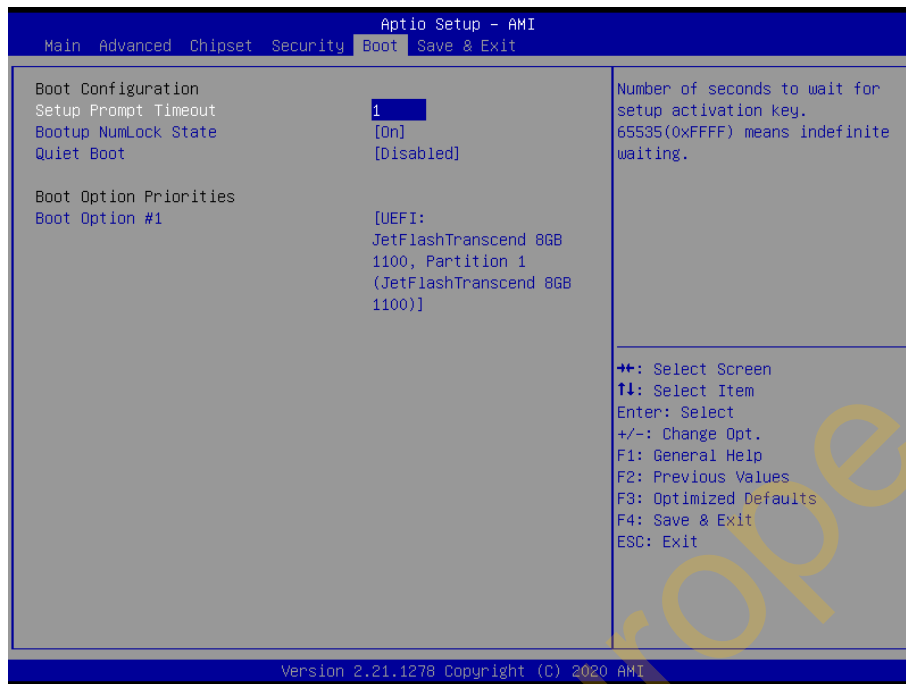 Aptio Setup – AMI
Main Advanced Chipset Security Boot Save & Exit
Boot Configuration
Setup Prompt Timeout 1
Bootup NumLock State [On]
Quiet Boot [Disabled]
Boot Option Priorities
Boot Option #1 [UEFI:
JetFlashTranscend 8GB
1100, Partition 1
(JetFlashTranscend 8GB
1100)]
Number of seconds to wait for
setup activation key.
65535(0xFFFF) means indefinite
waiting.
→←: Select Screen
↑↓: Select Item
Enter: Select
+/-: Change Opt.
F1: General Help
F2: Previous Values
F3: Optimized Defaults
F4: Save & Exit
ESC: Exit
Version 2.21.1278 Copyright (C) 2020 AMI
rope